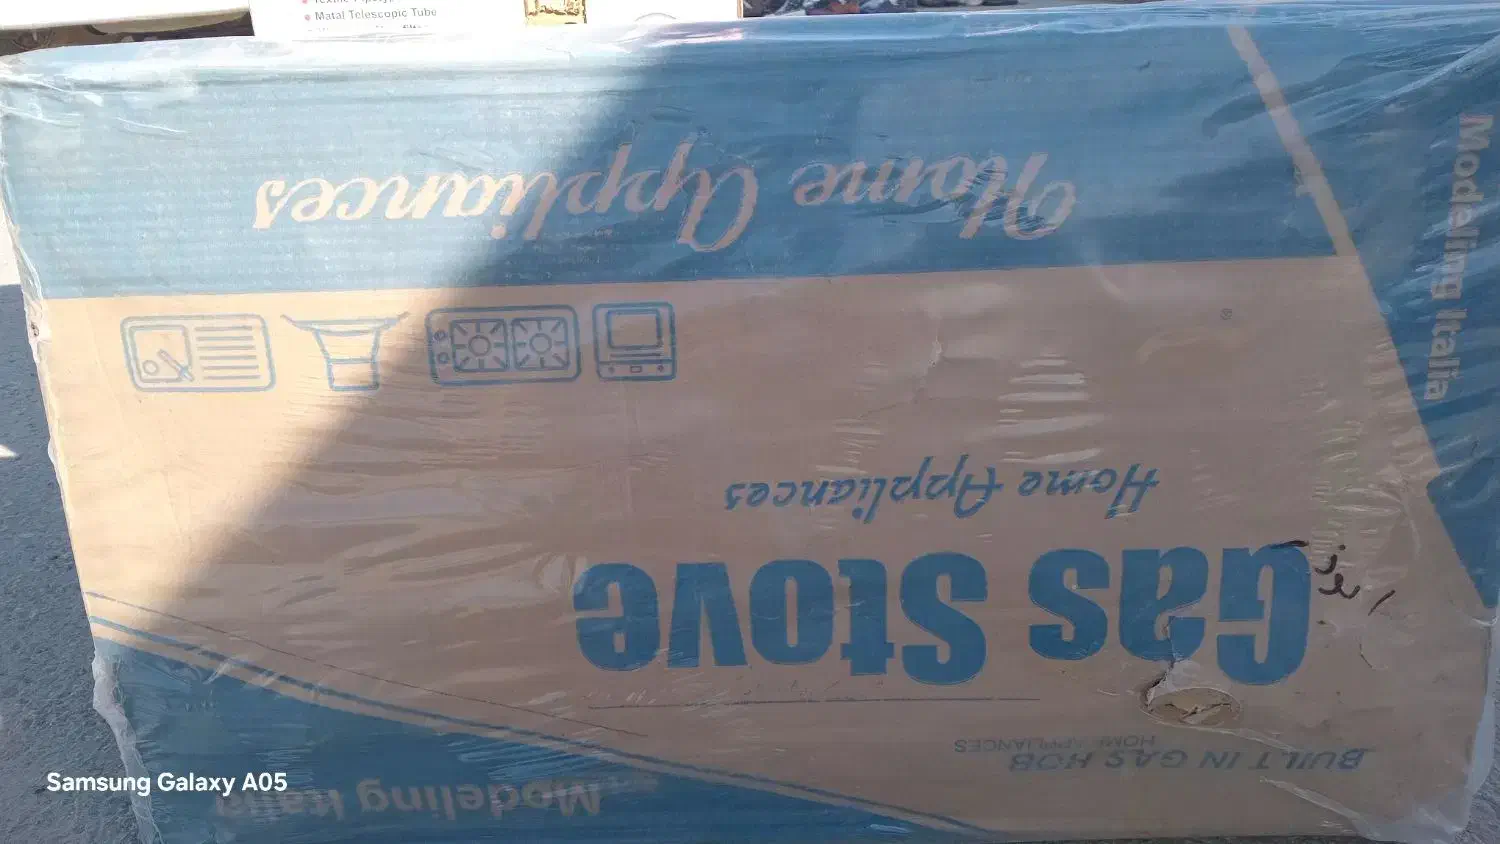 Matal Telescopic Tube
Home Appliances
Modeling Italia
Home Appliances
Gas Stove
HOME APPLIANCES
BUILT IN GAS HOB
Modeling Italia
Samsung Galaxy A05